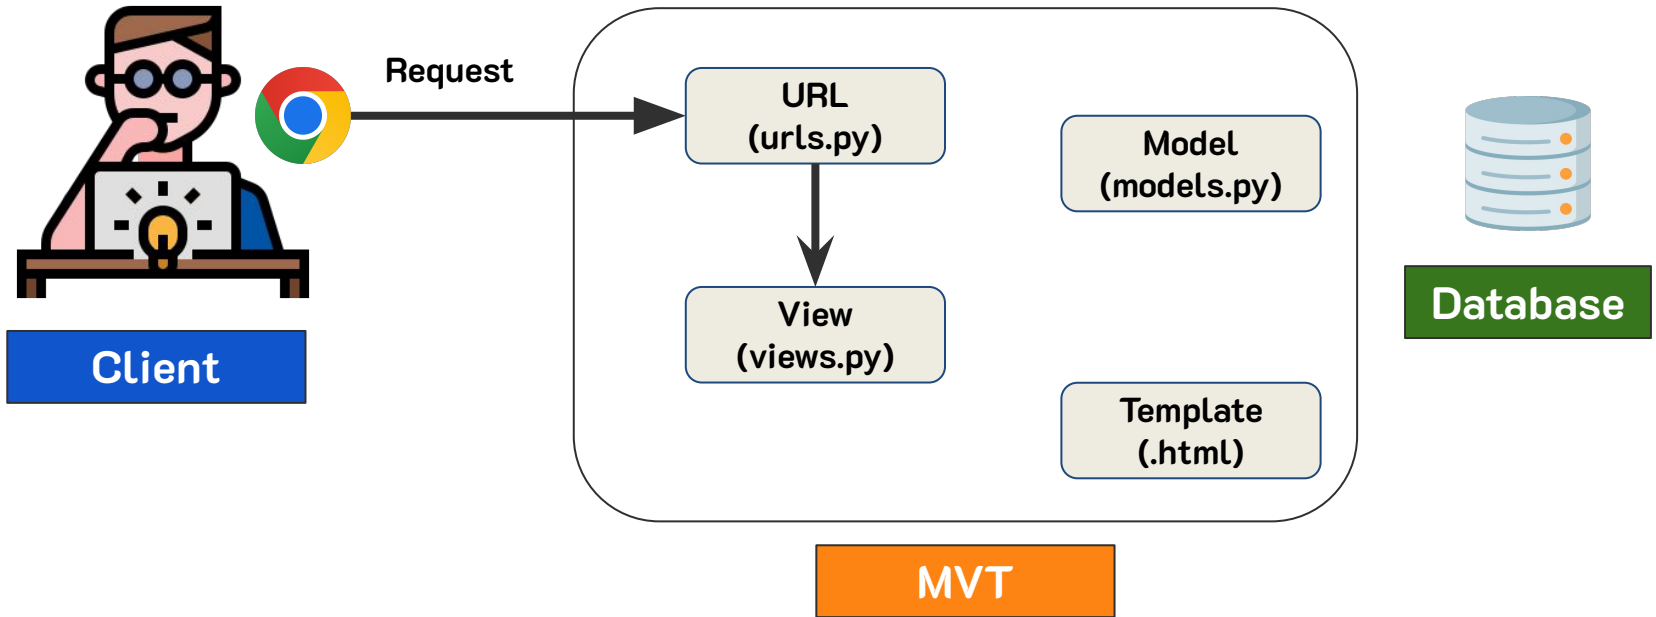 Request
URL
(urls.py)
Model
(models.py)
View
(views.py)
Database
Client
Template
(.html)
MVT